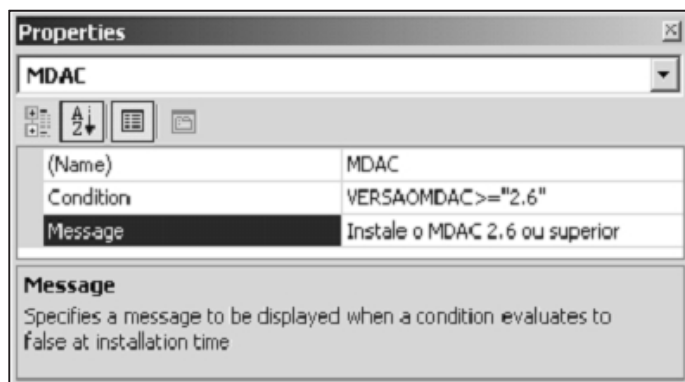 Properties
MDAC
(Name) MDAC
Condition VERSAOMDAC>="2.6"
Message Instale o MDAC 2.6 ou superior
Message
Specifies a message to be displayed when a condition evaluates to
false at installation time